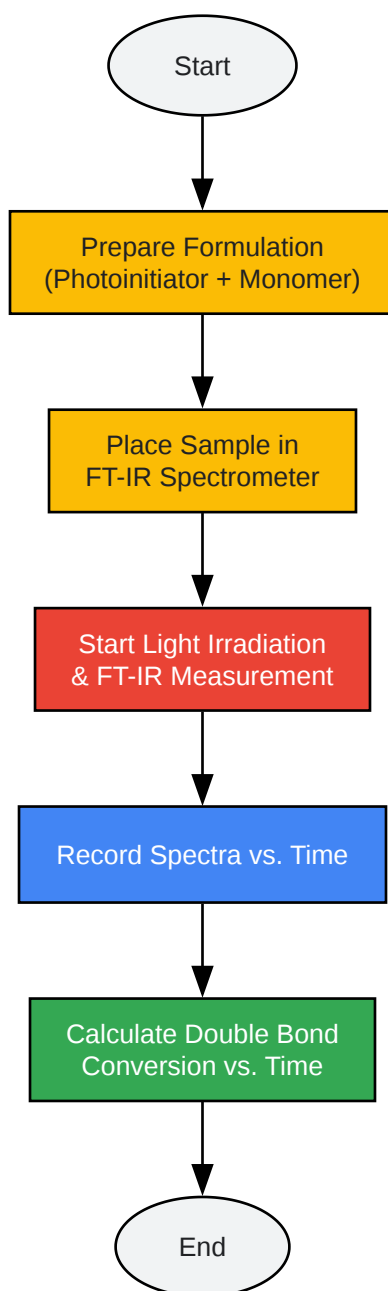 Start
Prepare Formulation
(Photoinitiator + Monomer)
Place Sample in
FT-IR Spectrometer
Start Light Irradiation
& FT-IR Measurement
Record Spectra vs. Time
Calculate Double Bond
Conversion vs. Time
End